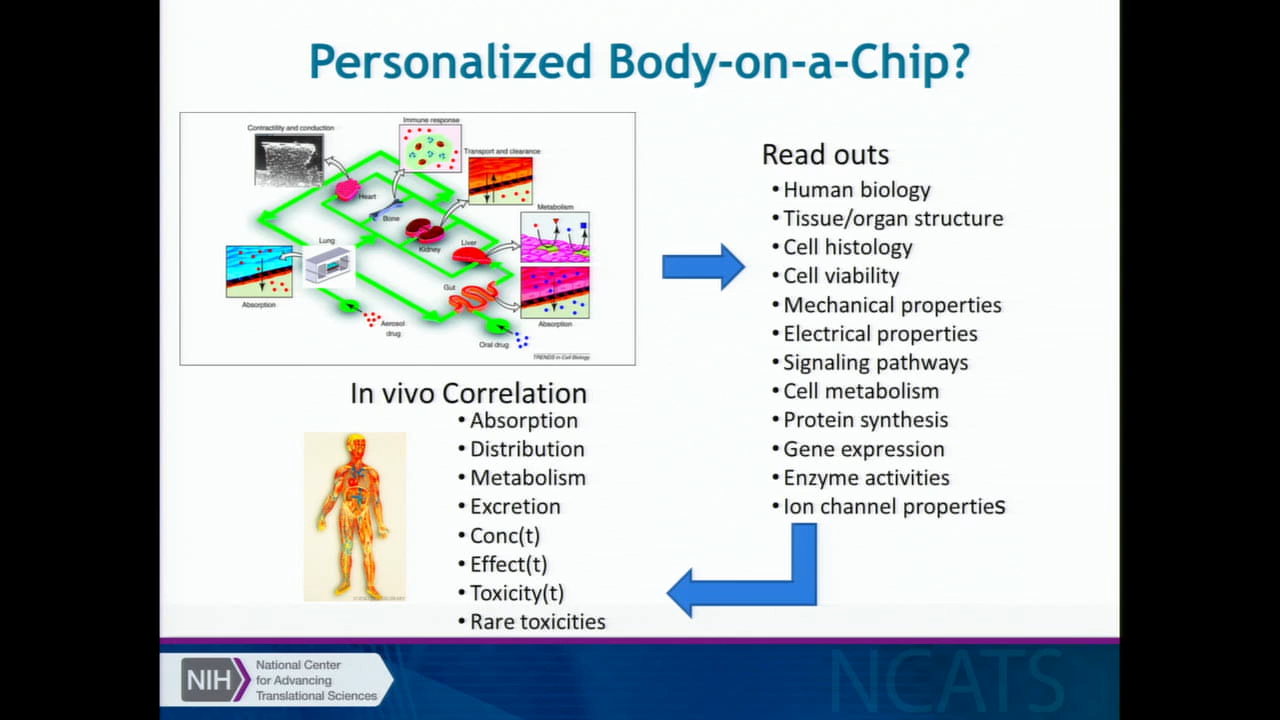 Personalized Body-on-a-Chip?
Contractility and conduction
Immune response
Transport and clearance
Heart
Bone
Metabolism
Lung
Kidney
Liver
Gut
Absorption
Aerosol
drug
Absorption
Oral drug
TRENDS in Cell Biology
Read outs
• Human biology
• Tissue/organ structure
• Cell histology
• Cell viability
• Mechanical properties
• Electrical properties
• Signaling pathways
• Cell metabolism
• Protein synthesis
• Gene expression
• Enzyme activities
• Ion channel properties
In vivo Correlation
• Absorption
• Distribution
• Metabolism
• Excretion
• Conc(t)
• Effect(t)
• Toxicity(t)
• Rare toxicities
NIH
National Center
for Advancing
Translational Sciences
NCATS